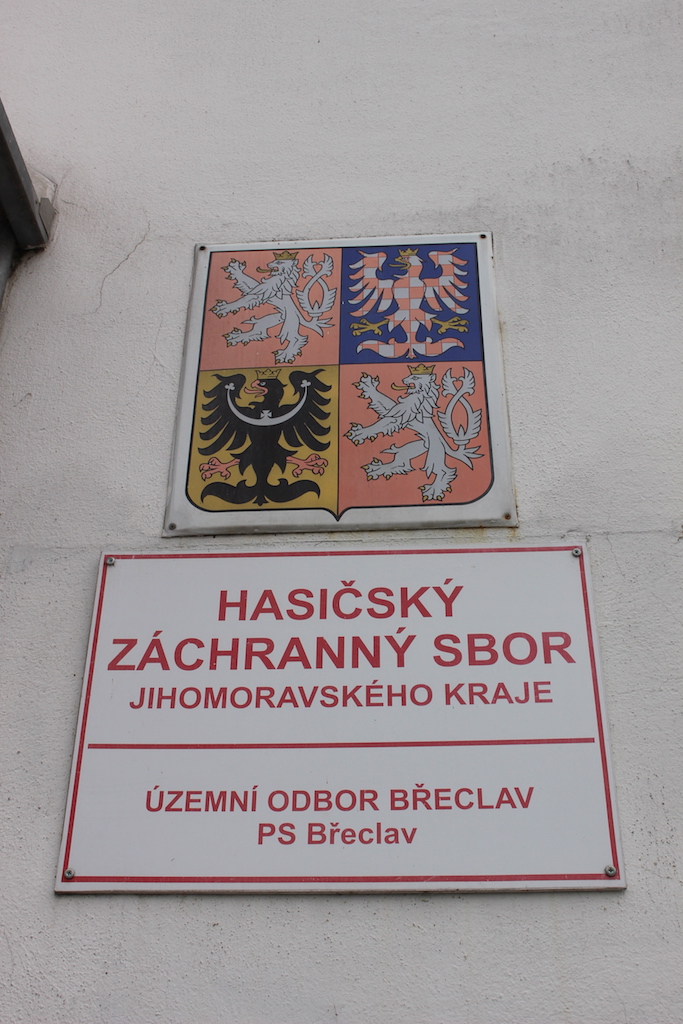 HASIČSKÝ
ZÁCHRANNÝ SBOR
JIHOMORAVSKÉHO KRAJE
ÚZEMNÍ ODBOR BŘECLAV
PS Břeclav